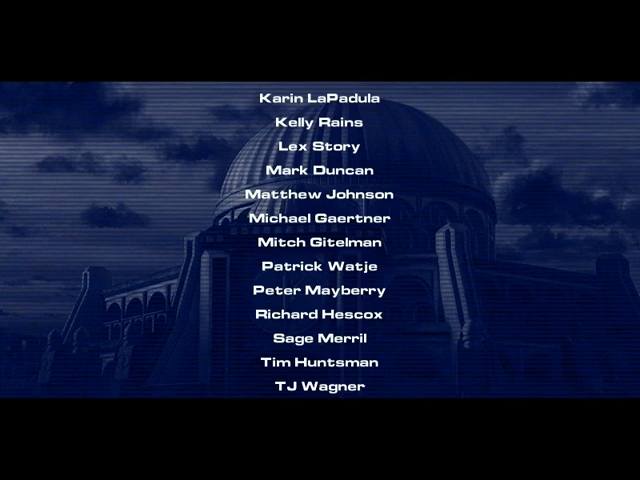 Karin LaPadula
Kelly Rains
Lex Story
Mark Duncan
Matthew Johnson
Michael Gaertner
Mitch Gitelman
Patrick Watje
Peter Mayberry
Richard Hescox
Sage Merril
Tim Huntsman
TJ Wagner